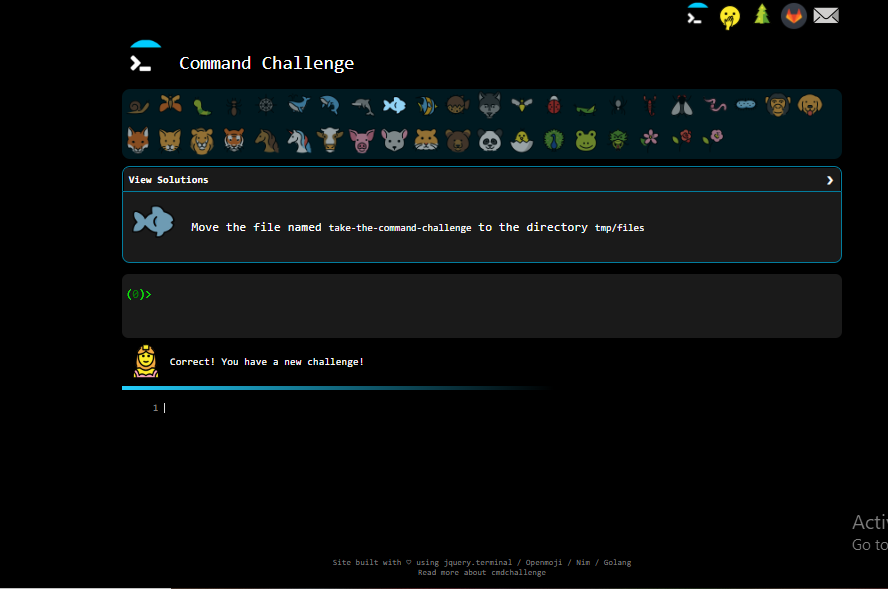 Command Challenge
View Solutions
Move the file named take-the-command-challenge to the directory tmp/files
(0)>
Correct! You have a new challenge!
1
Acti
Go to
Site built with ♡ using jquery.terminal / Openmoji / Nim / Golang
Read more about cmdchallenge